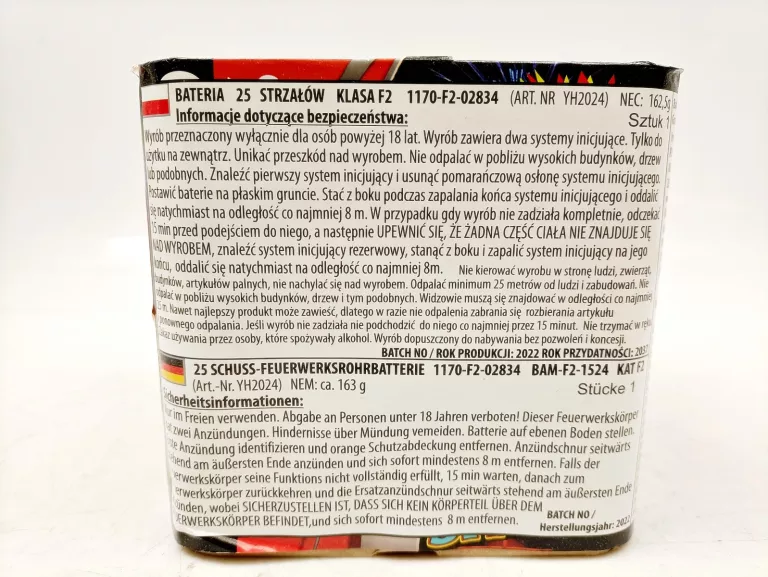 BATERIA 25 STRZAŁÓW KLASA F2 1170-F2-02834 (ART. NR YH2024) NEC: 162,5g
Informacje dotyczące bezpieczeństwa: Sztuk 1
Wyrób przeznaczony wyłącznie dla osób powyżej 18 lat. Wyrób zawiera dwa systemy inicjujące. Tylko do
użytku na zewnątrz. Unikać przeszkód nad wyrobem. Nie odpalać w pobliżu wysokich budynków, drzew
lub podobnych. Znaleźć pierwszy system inicjujący i usunąć pomarańczową osłonę systemu inicjującego.
Postawić baterie na płaskim gruncie. Stać z boku podczas zapalania końca systemu inicjującego i oddalić
się natychmiast na odległość co najmniej 8 m. W przypadku gdy wyrób nie zadziała kompletnie, odczekać
15 min przed podejściem do niego, a następnie UPEWNIĆ SIĘ, ŻE ŻADNA CZĘŚĆ CIAŁA NIE ZNAJDUJE SIĘ
NAD WYROBEM, znaleźć system inicjujący rezerwowy, stanąć z boku i zapalić system inicjujący na jego
końcu, oddalić się natychmiast na odległość co najmniej 8m. Nie kierować wyrobu w stronę ludzi, zwierząt,
budynków, artykułów palnych, nie nachylać się nad wyrobem. Odpalać minimum 25 metrów od ludzi i zabudowań. Nie
odpalać w pobliżu wysokich budynków, drzew i tym podobnych. Widzowie muszą się znajdować w odległości co najmniej
m. Nawet najlepszy produkt może zawieść, dlatego w razie nie odpalenia zabrania się rozbierania artykułu
ponownego odpalania. Jeśli wyrób nie zadziała nie podchodzić do niego co najmniej przez 15 minut. Nie trzymać w ręku
używania przez osoby, które spożywały alkohol. Wyrób dopuszczony do nabywania bez pozwoleń i koncesji.
BATCH NO / ROK PRODUKCJI: 2022 ROK PRZYDATNOŚCI:
25 SCHUSS-FEUERWERKSROHRBATTERIE 1170-F2-02834 BAM-F2-1524 KAT F2
(Art.-Nr. YH2024) NEM: ca. 163 g Stücke 1
Sicherheitsinformationen:
Nur im Freien verwenden. Abgabe an Personen unter 18 Jahren verboten! Dieser Feuerwerkskörper
zwei Anzündungen. Hindernisse über Mündung vemeiden. Batterie auf ebenen Boden stellen.
Anzündung identifizieren und orange Schutzabdeckung entfernen. Anzündschnur seitwärts
hend am äußersten Ende anzünden und sich sofort mindestens 8 m entfernen. Falls der
erwerkskörper seine Funktions nicht vollständig erfüllt, 15 min warten, danach zum
erwerkskörper zurückkehren und die Ersatzanzündschnur seitwärts stehend am äußersten Ende
ünden, wobei SICHERZUSTELLEN IST, DASS SICH KEIN KÖRPERTEIL ÜBER DEM
ERWERKSKÖRPER BEFINDET,und sich sofort mindestens 8 m entfernen.
BATCH NO /
Herstellungsjahr: 2022